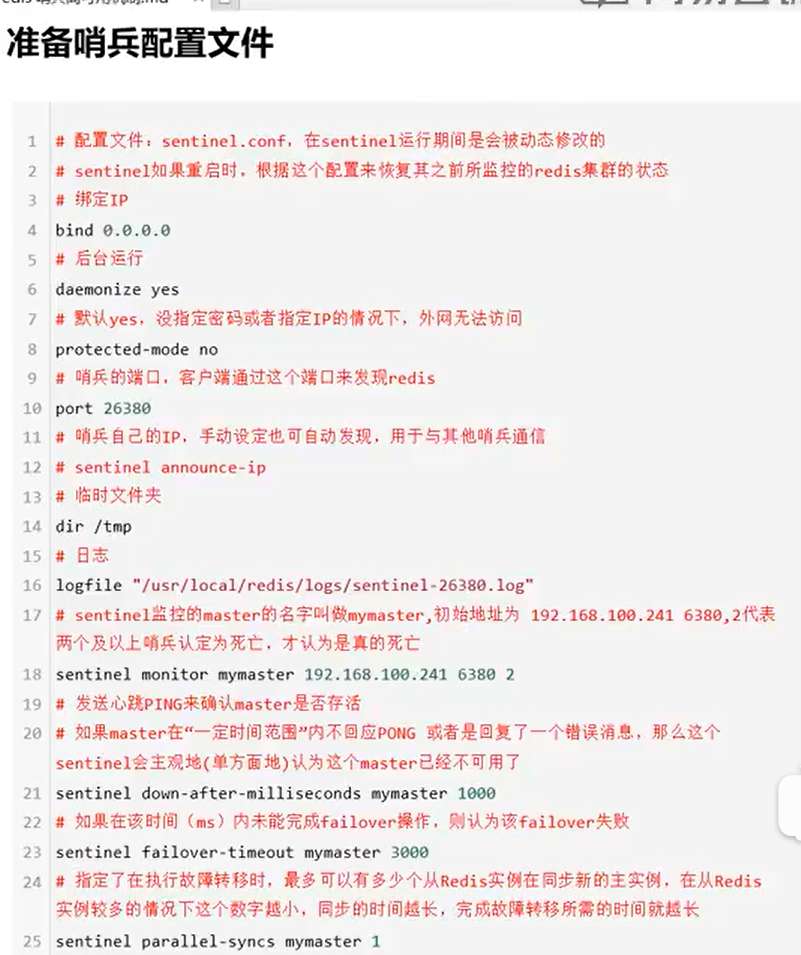 准备哨兵配置文件
1 # 配置文件：sentinel.conf，在sentinel运行期间是会被动态修改的
2 # sentinel如果重启时，根据这个配置来恢复其之前所监控的redis集群的状态
3 # 绑定IP
4 bind 0.0.0.0
5 # 后台运行
6 daemonize yes
7 # 默认yes，没指定密码或者指定IP的情况下，外网无法访问
8 protected-mode no
9 # 哨兵的端口，客户端通过这个端口来发现redis
10 port 26380
11 # 哨兵自己的IP，手动设定也可自动发现，用于与其他哨兵通信
12 # sentinel announce-ip
13 # 临时文件夹
14 dir /tmp
15 # 日志
16 logfile "/usr/local/redis/logs/sentinel-26380.log"
17 # sentinel监控的master的名字叫做mymaster,初始地址为 192.168.100.241 6380,2代表
两个及以上哨兵认定为死亡，才认为是真的死亡
18 sentinel monitor mymaster 192.168.100.241 6380 2
19 # 发送心跳PING来确认master是否存活
20 # 如果master在“一定时间范围”内不回应PONG 或者是回复了一个错误消息，那么这个
sentinel会主观地(单方面地)认为这个master已经不可用了
21 sentinel down-after-milliseconds mymaster 1000
22 # 如果在该时间（ms）内未能完成failover操作，则认为该failover失败
23 sentinel failover-timeout mymaster 3000
24 # 指定了在执行故障转移时，最多可以有多少个从Redis实例在同步新的主实例，在从Redis
实例较多的情况下这个数字越小，同步的时间越长，完成故障转移所需的时间就越长
25 sentinel parallel-syncs mymaster 1